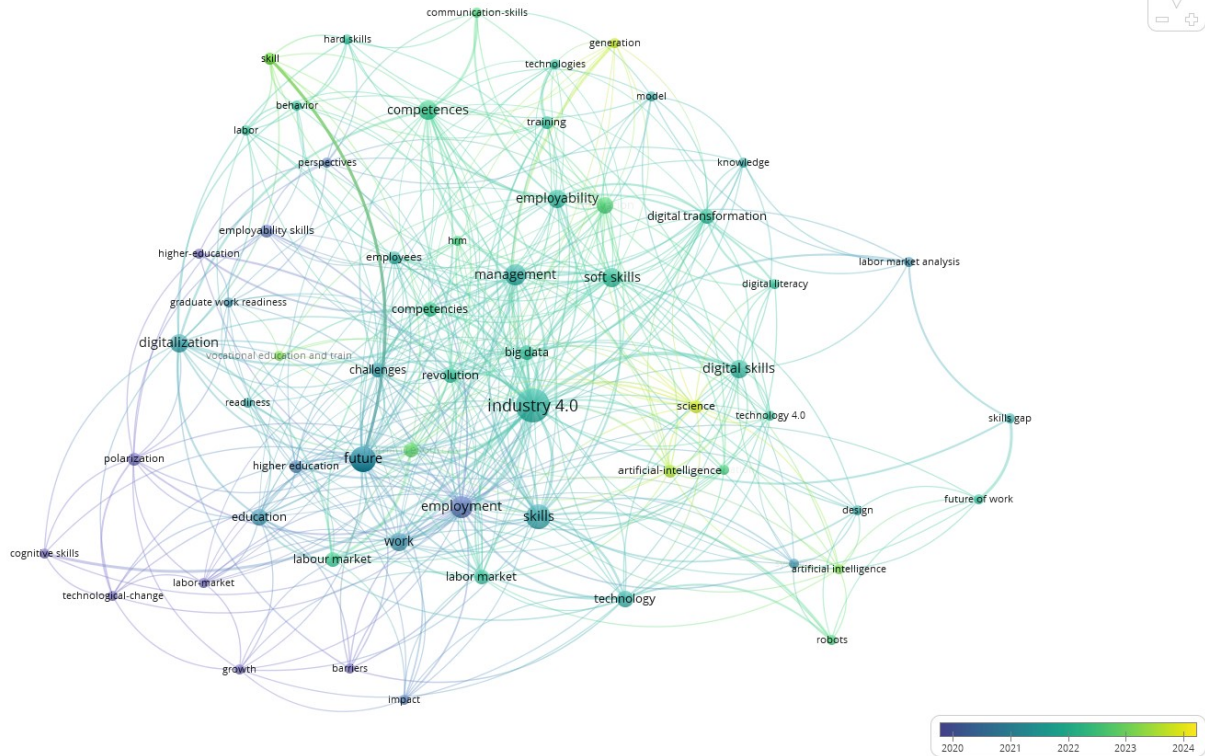 communication-skills
hard skills
generation
skill
technologies
model
behavior
competences
training
labor
perspectives
knowledge
employability
digital transformation
employability skills
hrm
higher-education
employees
labor market analysis
management
soft skills
digital literacy
graduate work readiness
competencies
digitalization
vocational education and train
big data
challenges
revolution
digital skills
readiness
industry 4.0
science
technology 4.0
skills gap
polarization
higher education
future
artificial-intelligence
future of work
employment
education
skills
design
work
cognitive skills
labour market
artificial intelligence
labor market
labor-market
technological-change
technology
robots
growth
barriers
impact
2020 2021 2022 2023 2024